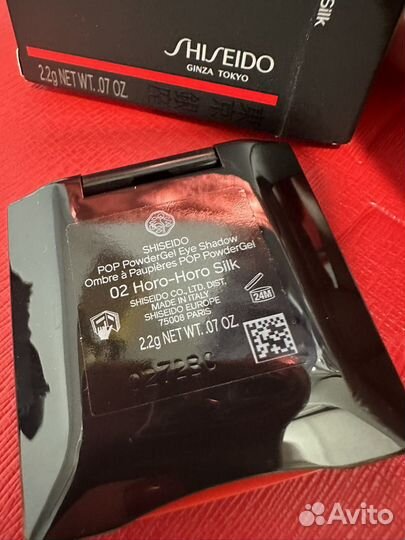 Silk
SHISEIDO
GINZA TOKYO
2.2g NET WT. .07 OZ
SHISEIDO
POP PowderGel Eye Shadow
Ombre à Paupières POP PowderGel
02 Horo-Horo Silk
SHISEIDO CO., LTD. DIST.
MADE IN ITALY
SHISEIDO EUROPE
75008 PARIS
24M
2.2g NET WT. .07 OZ
Avito